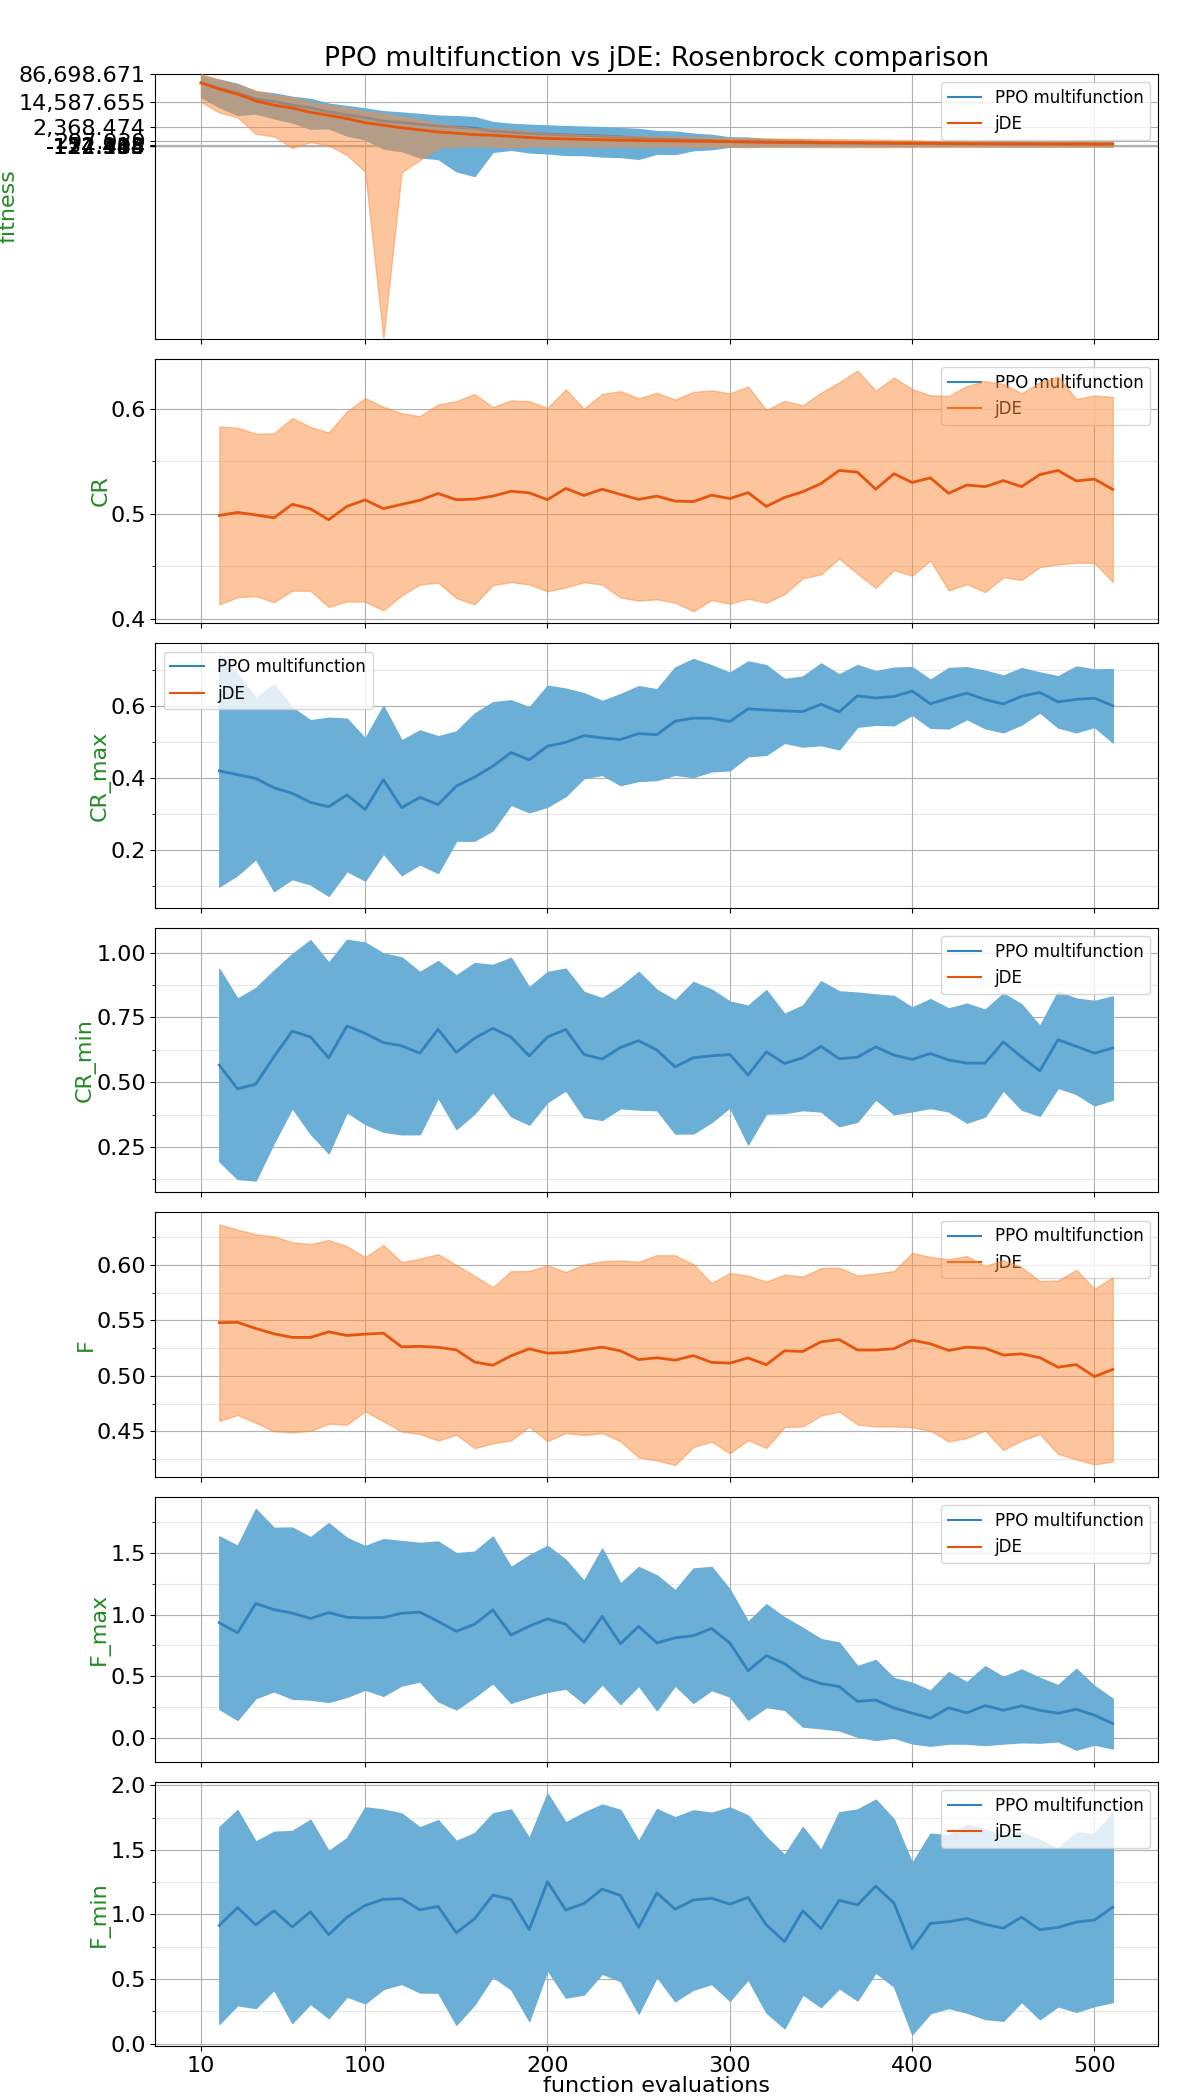 PPO multifunction vs jDE: Rosenbrock comparison
86,698.671
14,587.655
2,368.474
fitness
PPO multifunction
jDE
0.6
0.5
0.4
CR
PPO multifunction
jDE
0.6
0.4
0.2
CR_max
PPO multifunction
jDE
1.00
0.75
0.50
0.25
CR_min
PPO multifunction
jDE
0.60
0.55
0.50
0.45
F
PPO multifunction
jDE
1.5
1.0
0.5
0.0
F_max
PPO multifunction
jDE
2.0
1.5
1.0
0.5
0.0
F_min
PPO multifunction
jDE
10 100 200 300 400 500
function evaluations